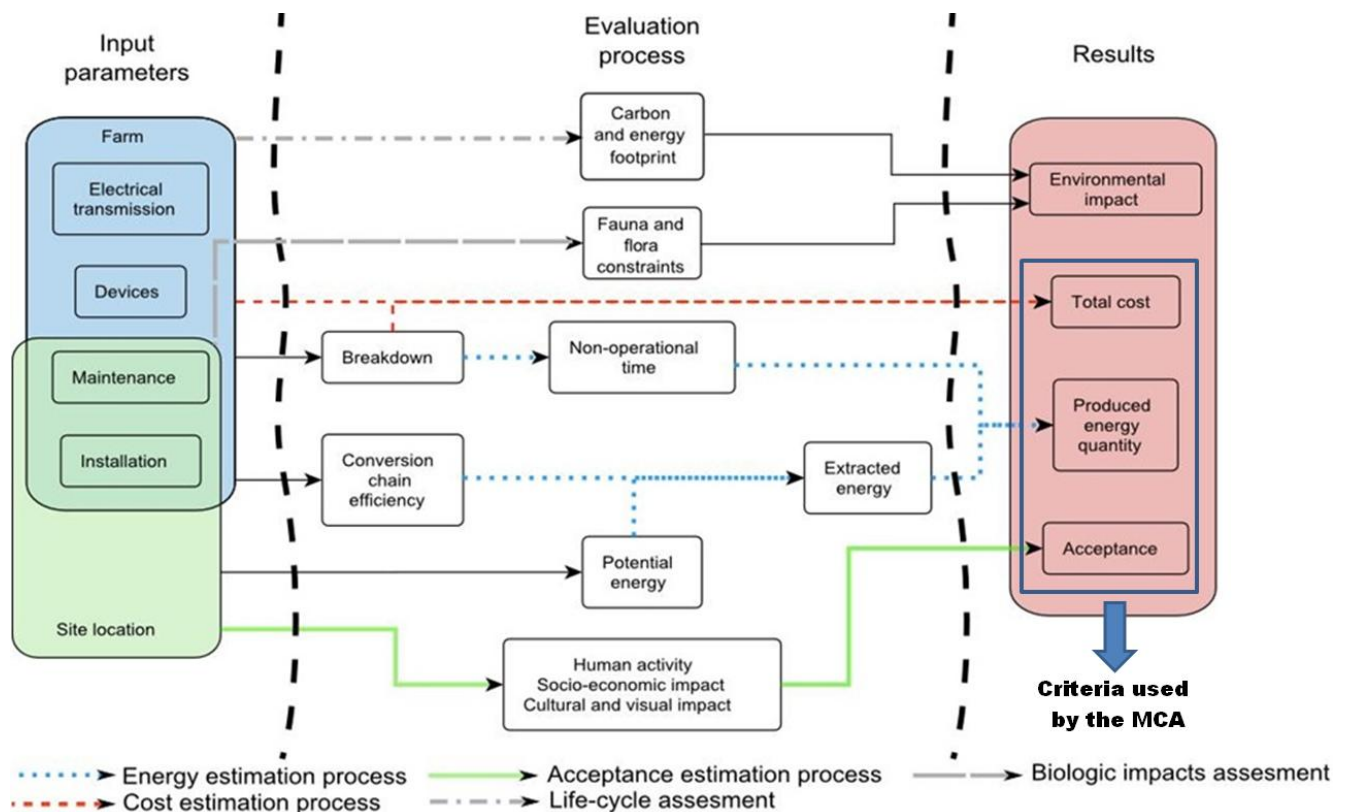 Input
parameters
Evaluation
process
Results
Farm
Electrical
transmission
Devices
Maintenance
Installation
Site location
Carbon
and energy
footprint
Fauna and
flora
constraints
Breakdown
Non-operational
time
Conversion
chain
efficiency
Extracted
energy
Potential
energy
Human activity
Socio-economic impact
Cultural and visual impact
Environmental
impact
Total cost
Produced
energy
quantity
Acceptance
Criteria used
by the MCA
Energy estimation process
Cost estimation process
Acceptance estimation process
Life-cycle assesment
Biologic impacts assesment